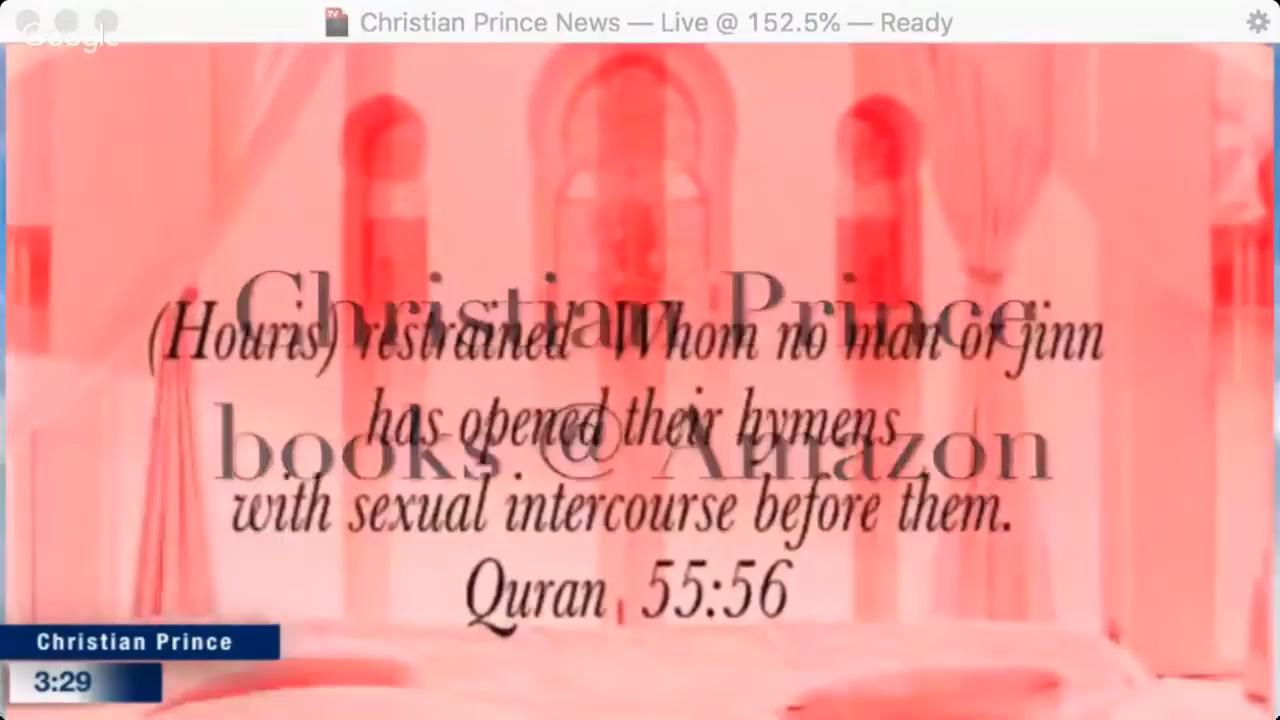 Christian Prince News — Live @ 152.5% — Ready
Google
Christian Prince
books @ Amazon
(Houris) restrained Whom no man or jinn
has opened their hymens
with sexual intercourse before them.
Quran 55:56
Christian Prince
3:29